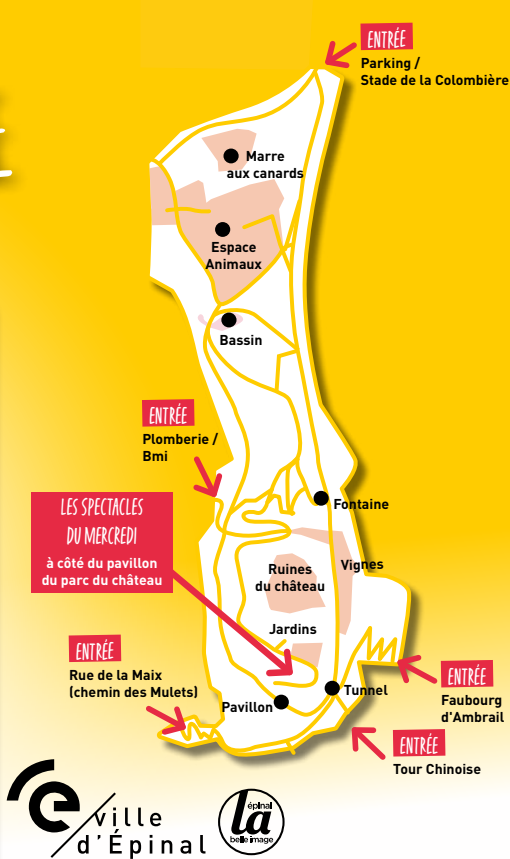 ENTRÉE
Parking /
Stade de la Colombière
Marre
aux canards
Espace
Animaux
Bassin
ENTRÉE
Plomberie /
Bmi
LES SPECTACLES
DU MERCREDI
à côté du pavillon
du parc du château
Fontaine
Ruines
du château
Vignes
Jardins
ENTRÉE
Rue de la Maix
(chemin des Mulets)
Pavillon
Tunnel
ENTRÉE
Faubourg
d'Ambrail
ENTRÉE
Tour Chinoise
ville
d'Épinal
épinal
la
belle image